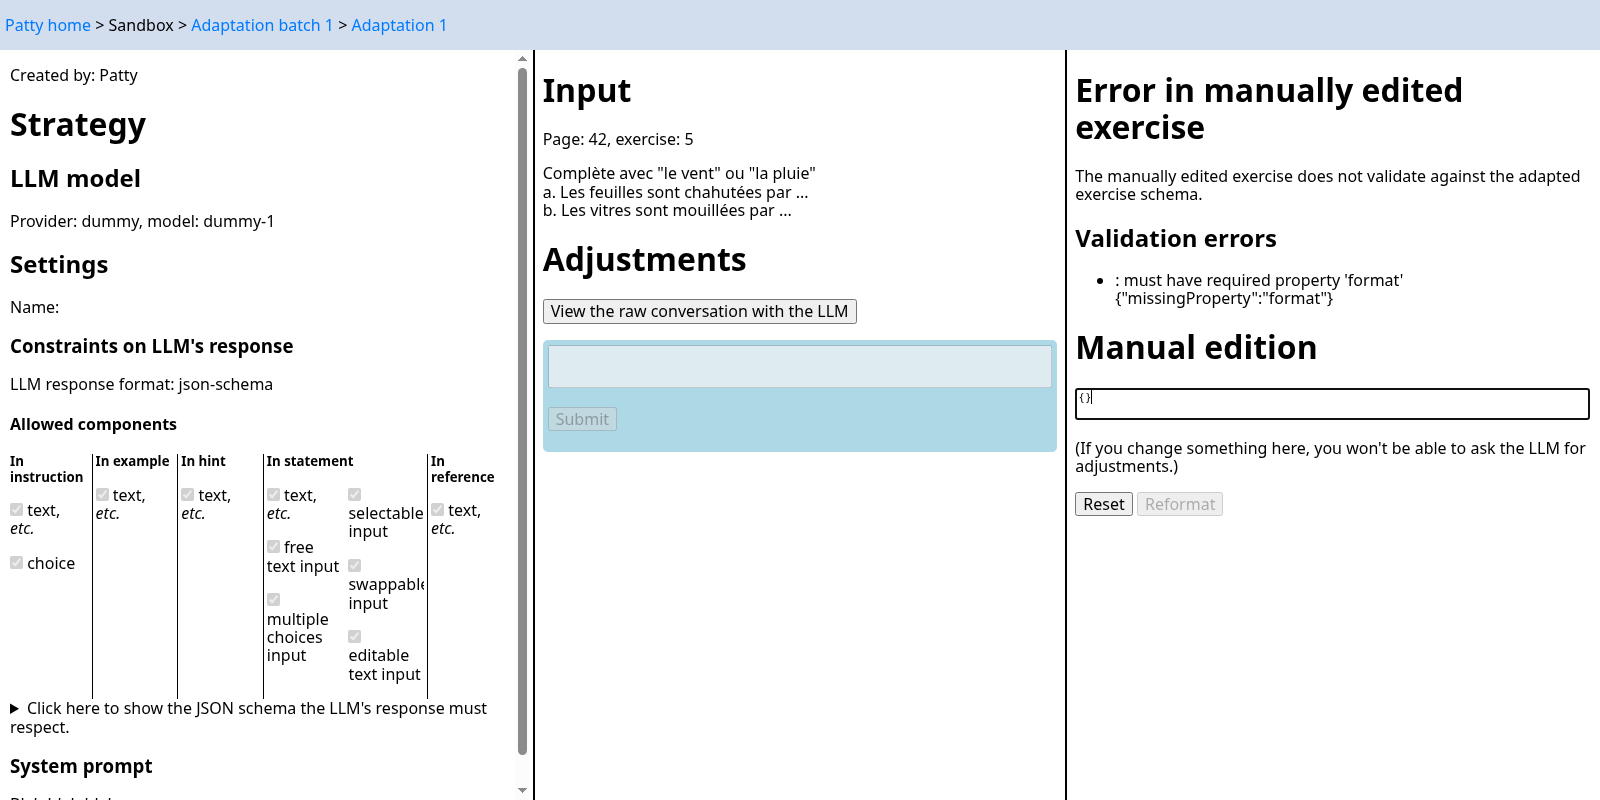 Patty home > Sandbox > Adaptation batch 1 > Adaptation 1
Created by: Patty
Strategy
LLM model
Provider: dummy, model: dummy-1
Settings
Name:
Constraints on LLM's response
LLM response format: json-schema
Allowed components
In instruction
text, etc.
choice
In example
text, etc.
In hint
text, etc.
In statement
text, etc.
free text input
multiple choices input
selectable input
swappable input
editable text input
In reference
text, etc.
Click here to show the JSON schema the LLM's response must
respect.
System prompt
Input
Page: 42, exercise: 5
Complète avec "le vent" ou "la pluie"
a. Les feuilles sont chahutées par ...
b. Les vitres sont mouillées par ...
Adjustments
View the raw conversation with the LLM
Submit
Error in manually edited
exercise
The manually edited exercise does not validate against the adapted
exercise schema.
Validation errors
: must have required property 'format'
{"missingProperty":"format"}
Manual edition
{}
(If you change something here, you won't be able to ask the LLM for
adjustments.)
Reset Reformat